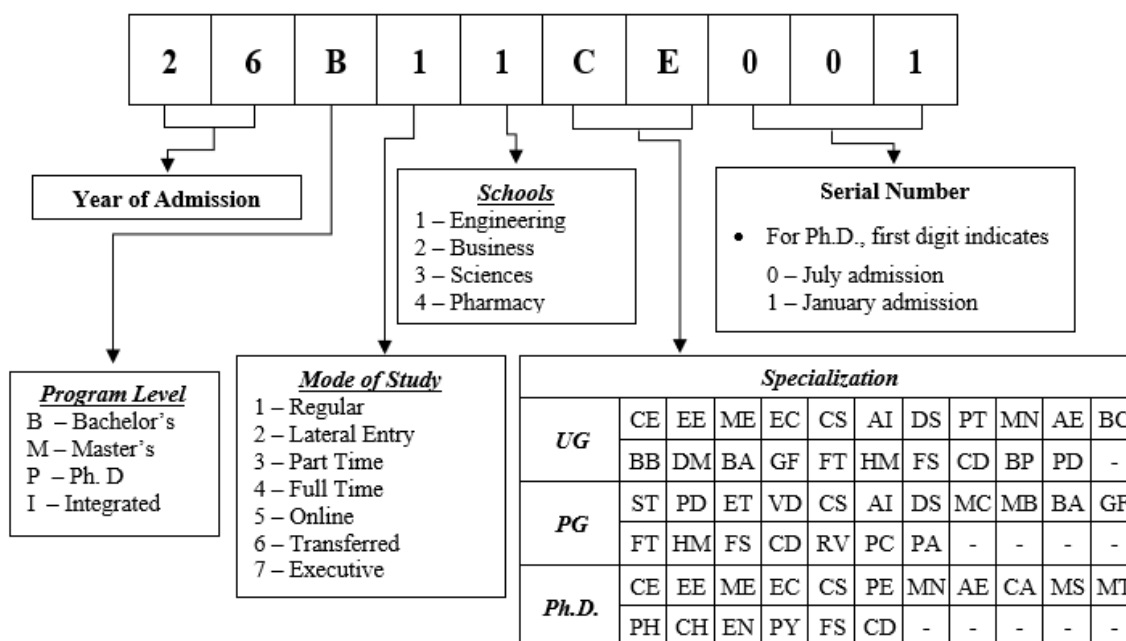 2 6 B 1 1 C E 0 0 1
Year of Admission
Schools
1 – Engineering
2 – Business
3 – Sciences
4 – Pharmacy
Serial Number
• For Ph.D., first digit indicates
0 – July admission
1 – January admission
Program Level
B – Bachelor's
M – Master's
P – Ph. D
I – Integrated
Mode of Study
1 – Regular
2 – Lateral Entry
3 – Part Time
4 – Full Time
5 – Online
6 – Transferred
7 – Executive
Specialization
UG
CE EE ME EC CS AI DS PT MN AE
BB DM BA GF FT HM FS CD BP PD -
PG
ST PD ET VD CS AI DS MC MB BA GF
FT HM FS CD RV PC PA - - - -
Ph.D.
CE EE ME EC CS PE MN AE CA MS MT
PH CH EN PY FS CD - - - - -